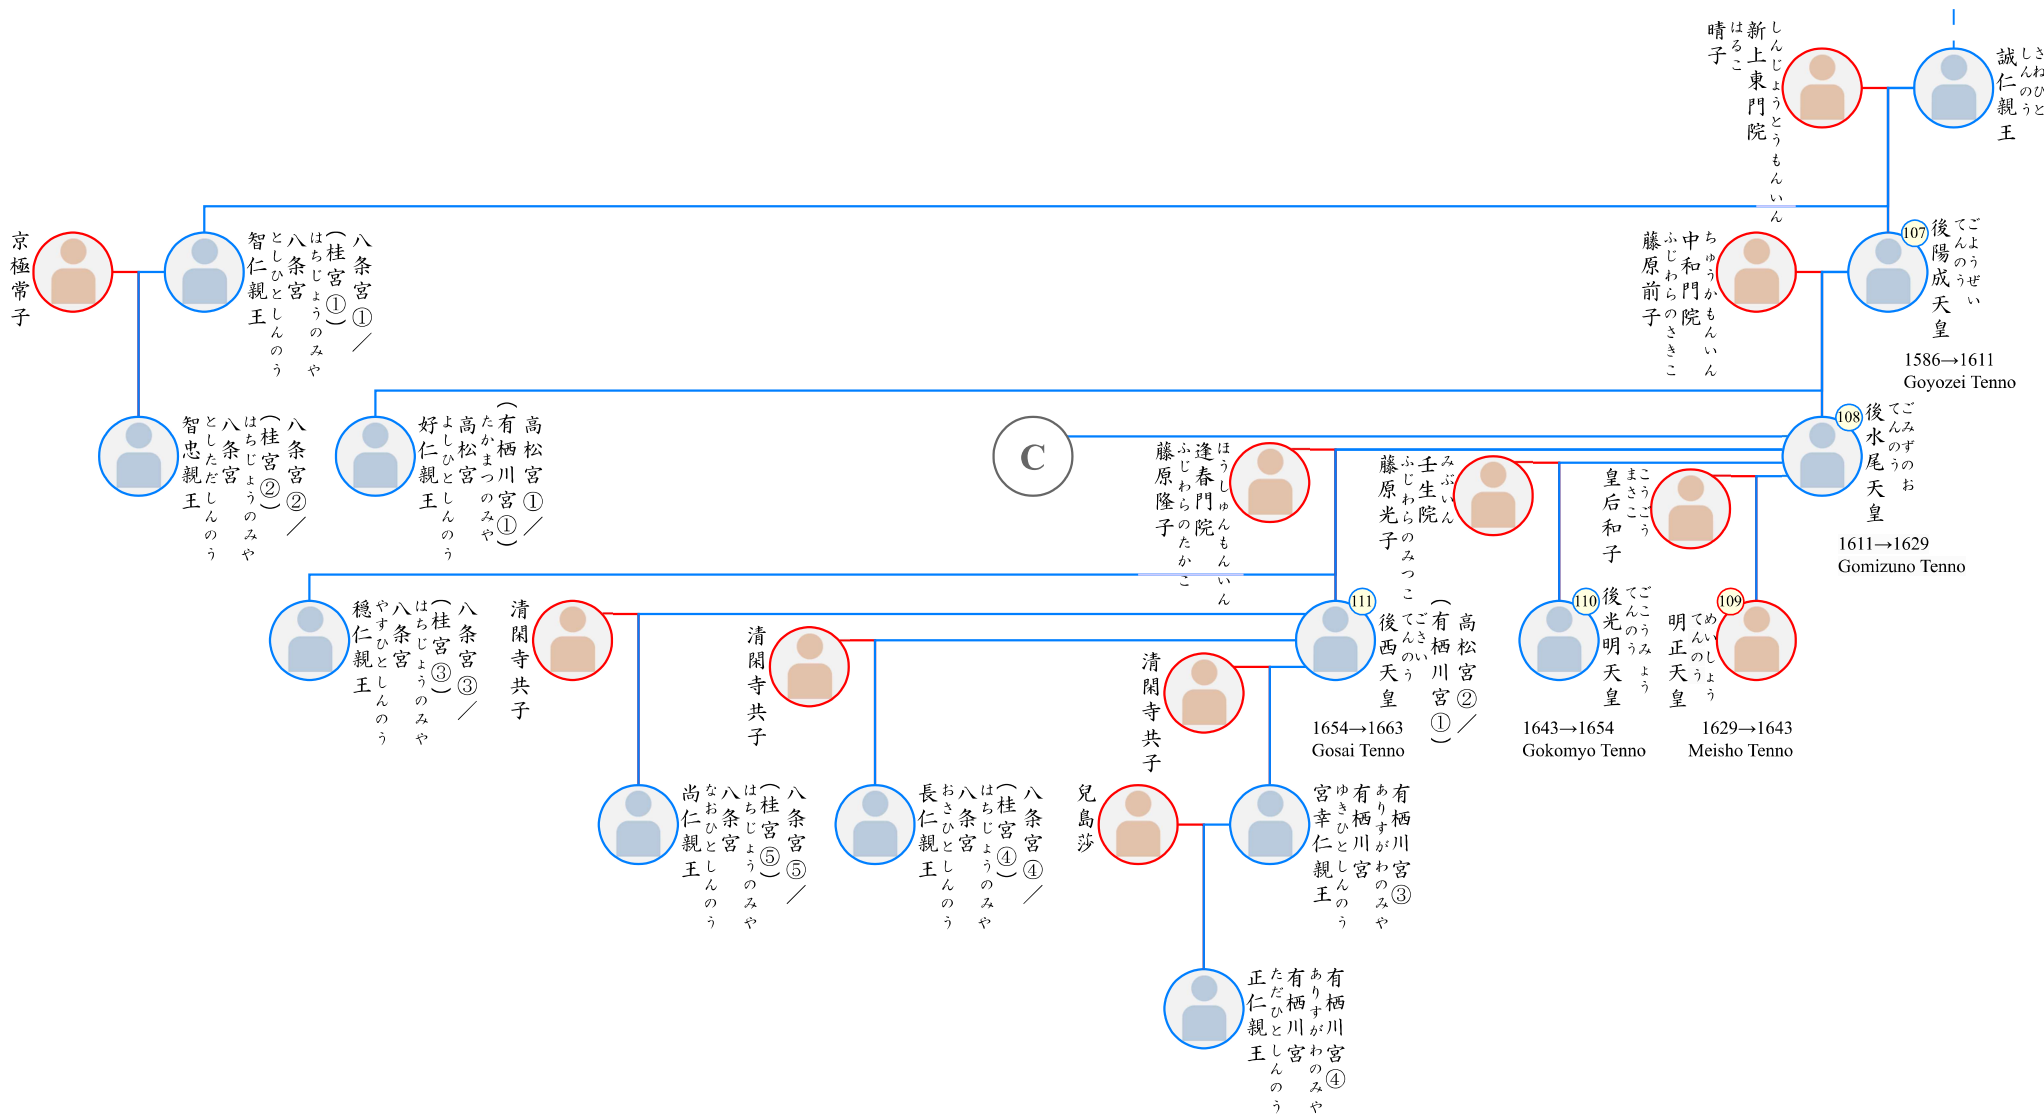 誠仁親王
さねひと
しんのう
新上東門院
しんじょうとうもんいん
晴子
はるこ
107
後陽成天皇
ごようぜい
てんのう
1586→1611
Goyozei Tenno
中和門院
ちゅうかもんいん
藤原前子
ふじわらのさきこ
八条宮①/
(桂宮①)
はちじょうのみや
八条宮
としひとしんのう
智仁親王
京極常子
108
後水尾天皇
ごみずのお
てんのう
1611→1629
Gomizuno Tenno
こうごう
まさこ
皇后和子
みぶいん
壬生院
ふじわらのみつこ
藤原光子
ほうしゅんもんいん
逢春門院
ふじわらのたかこ
藤原隆子
C
高松宮①/
(有栖川宮①)
たかまつのみや
高松宮
よしひとしんのう
好仁親王
八条宮②/
(桂宮②)
はちじょうのみや
八条宮
としただしんのう
智忠親王
109
めいしょう
てんのう
明正天皇
1629→1643
Meisho Tenno
110
ごこうみょう
てんのう
後光明天皇
1643→1654
Gokomyo Tenno
111
高松宮②/
(有栖川宮①)
ごさい
てんのう
後西天皇
1654→1663
Gosai Tenno
清閑寺共子
清閑寺共子
清閑寺共子
八条宮③/
(桂宮③)
はちじょうのみや
八条宮
やすひとしんのう
穏仁親王
有栖川宮③
ありすがわのみや
有栖川宮
ゆきひとしんのう
宮幸仁親王
兒島莎
八条宮④/
(桂宮④)
はちじょうのみや
八条宮
おさひとしんのう
長仁親王
八条宮⑤/
(桂宮⑤)
はちじょうのみや
八条宮
なおひとしんのう
尚仁親王
有栖川宮④
ありすがわのみや
有栖川宮
ただひとしんのう
正仁親王